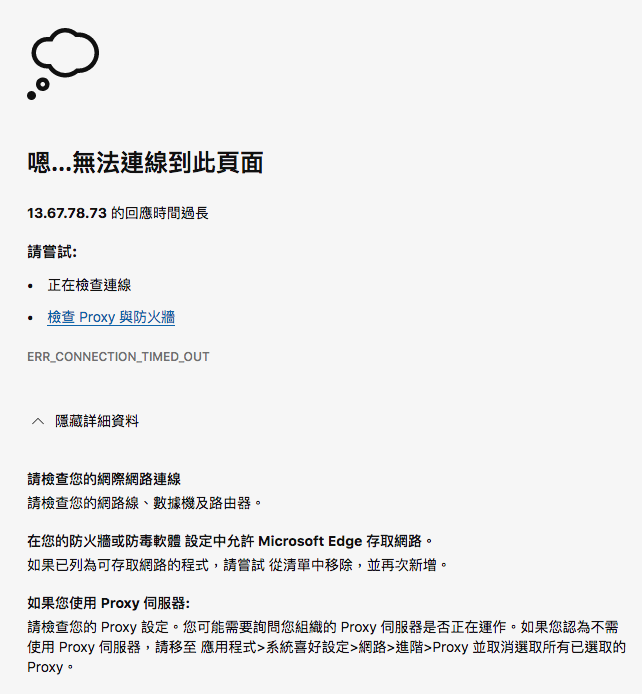 嗯...無法連線到此頁面
13.67.78.73 的回應時間過長
請嘗試:
• 正在檢查連線
• 檢查 Proxy 與防火牆
ERR_CONNECTION_TIMED_OUT
隱藏詳細資料
請檢查您的網際網路連線
請檢查您的網路線、數據機及路由器。
在您的防火牆或防毒軟體 設定中允許 Microsoft Edge 存取網路。
如果已列為可存取網路的程式，請嘗試 從清單中移除，並再次新增。
如果您使用 Proxy 伺服器:
請檢查您的 Proxy 設定。您可能需要詢問您組織的 Proxy 伺服器是否正在運作。如果您認為不需
使用 Proxy 伺服器，請移至 應用程式>系統喜好設定>網路>進階>Proxy 並取消選取所有已選取的
Proxy。